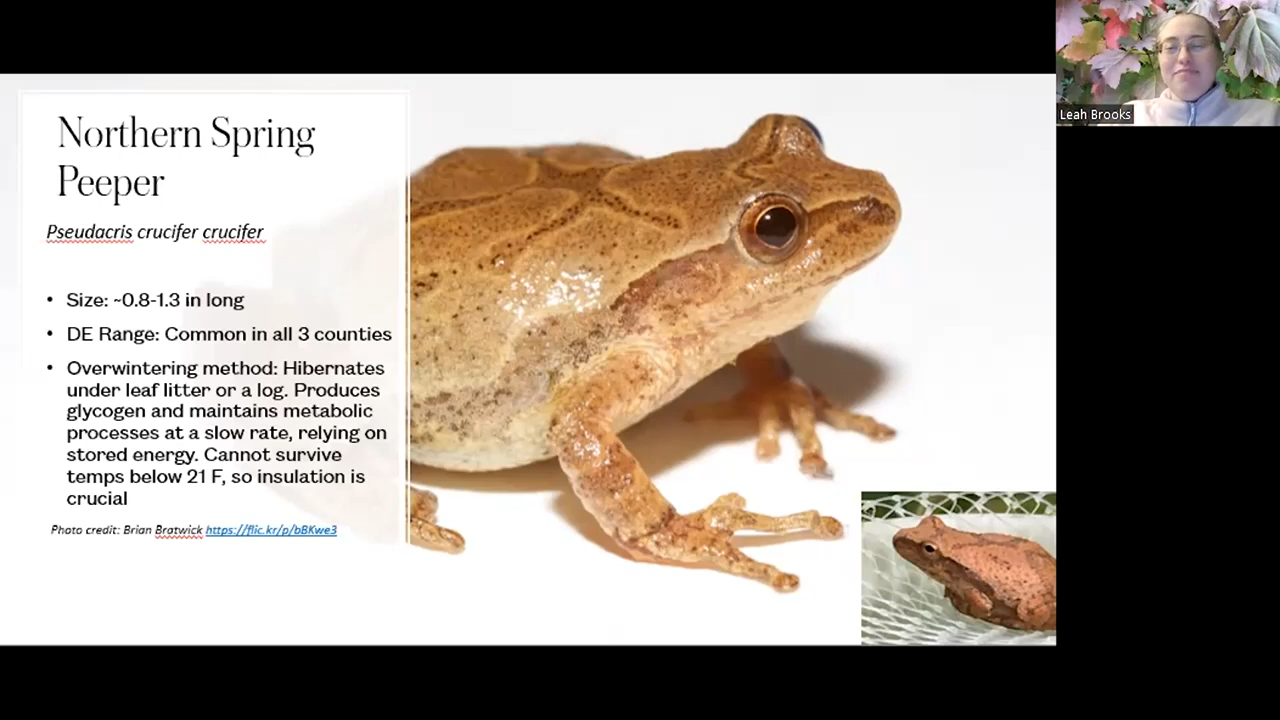 Northern Spring
Peeper
Pseudacris crucifer crucifer
• Size: ~0.8-1.3 in long
• DE Range: Common in all 3 counties
• Overwintering method: Hibernates
under leaf litter or a log. Produces
glycogen and maintains metabolic
processes at a slow rate, relying on
stored energy. Cannot survive
temps below 21 F, so insulation is
crucial
Photo credit: Brian Bratwick https://flic.kr/p/bBKwe3
Leah Brooks